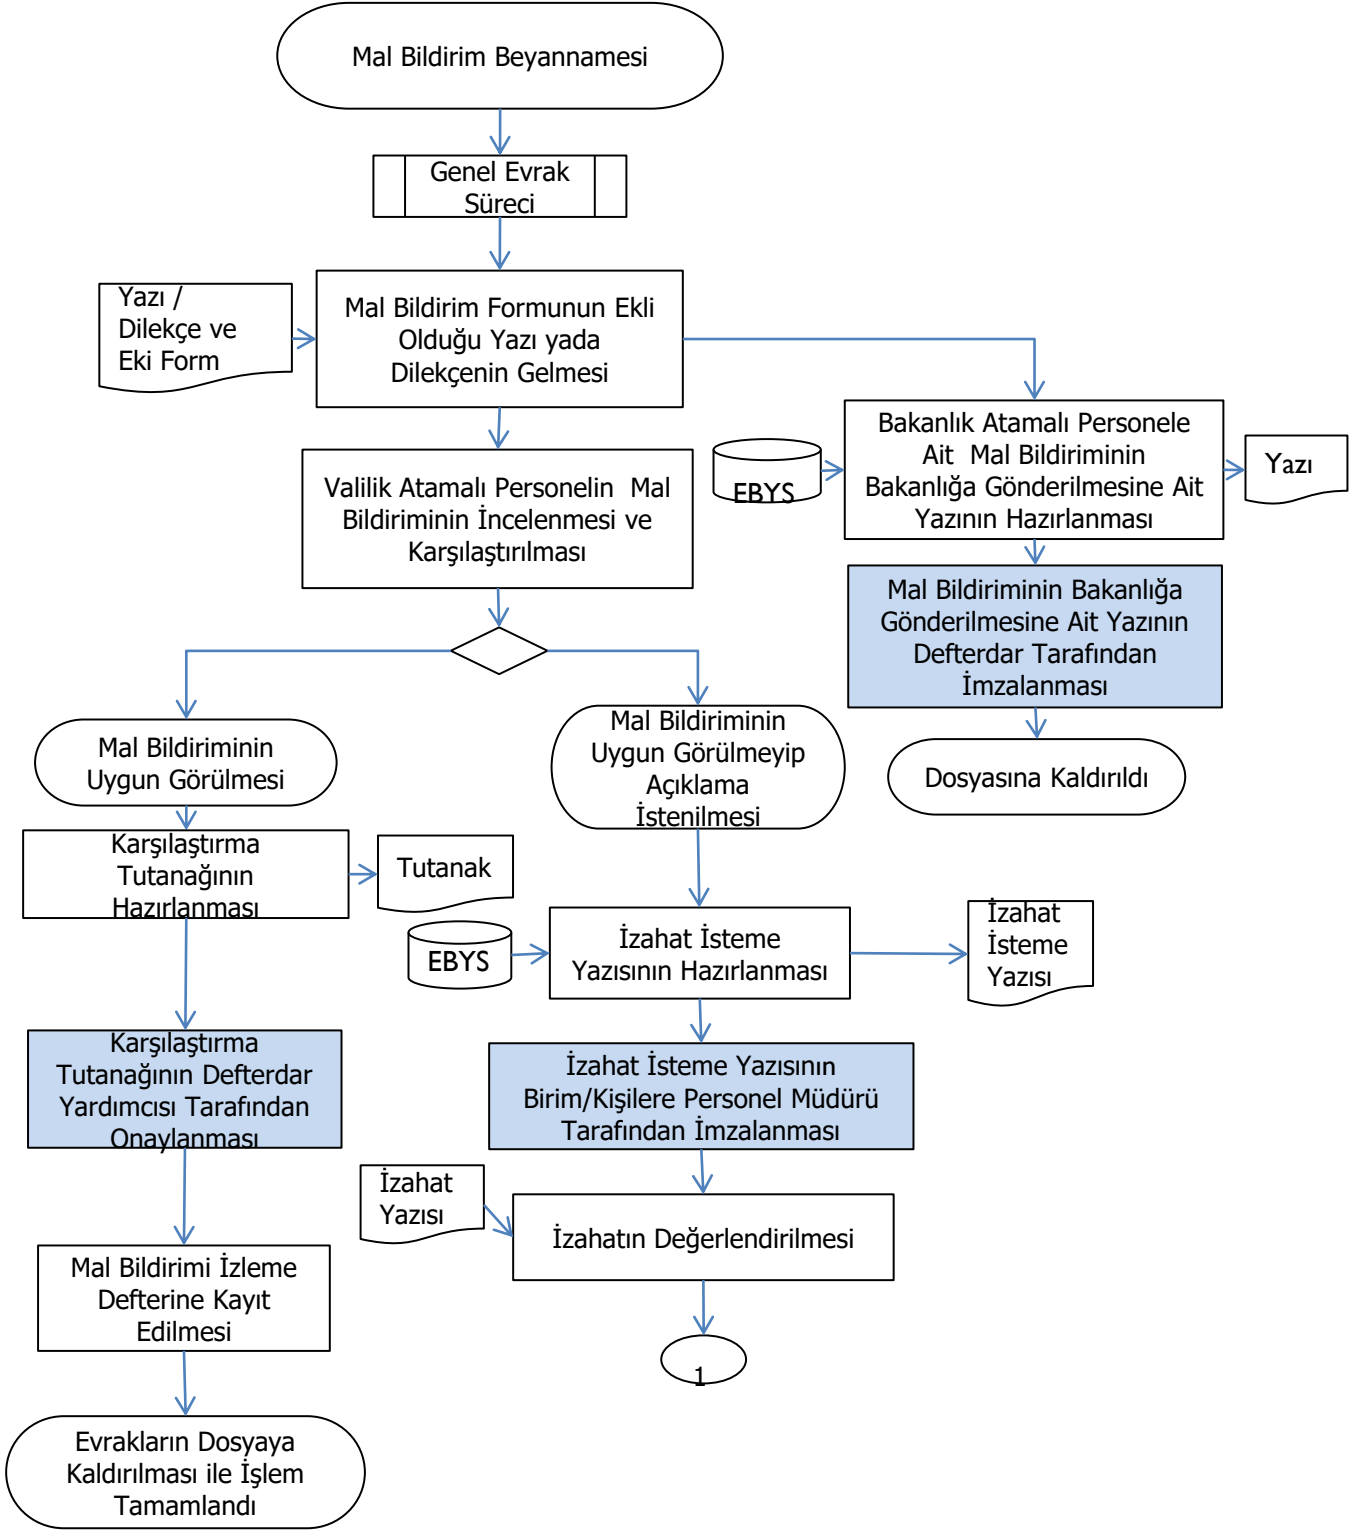 Mal Bildirim Beyannamesi
Genel Evrak
Süreci
Yazı /
Dilekçe ve
Eki Form
Mal Bildirim Formunun Ekli
Olduğu Yazı yada
Dilekçenin Gelmesi
Bakanlık Atamalı Personele
Ait Mal Bildiriminin
Bakanlığa Gönderilmesine Ait
Yazının Hazırlanması
EBYS
Yazı
Valilik Atamalı Personelin Mal
Bildiriminin İncelenmesi ve
Karşılaştırılması
Mal Bildiriminin Bakanlığa
Gönderilmesine Ait Yazının
Defterdar Tarafından
İmzalanması
Mal Bildiriminin
Uygun Görülmesi
Mal Bildiriminin
Uygun Görülmeyip
Açıklama
İstenilmesi
Dosyasına Kaldırıldı
Karşılaştırma
Tutanağının
Hazırlanması
Tutanak
EBYS
İzahat İsteme
Yazısının Hazırlanması
İzahat
İsteme
Yazısı
Karşılaştırma
Tutanağının Defterdar
Yardımcısı Tarafından
Onaylanması
İzahat İsteme Yazısının
Birim/Kişilere Personel Müdürü
Tarafından İmzalanması
İzahat
Yazısı
İzahatın Değerlendirilmesi
Mal Bildirimi İzleme
Defterine Kayıt
Edilmesi
1
Evrakların Dosyaya
Kaldırılması ile İşlem
Tamamlandı